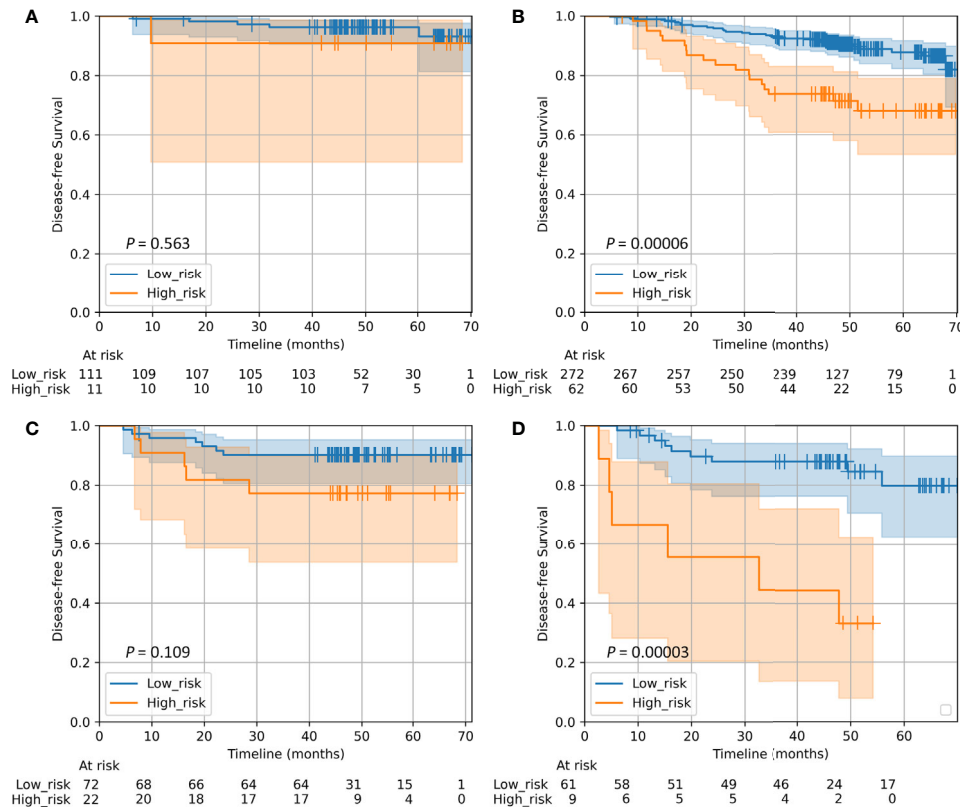 A
1.0
0.8
0.6
0.4
0.2
0.0
Disease-free Survival
P = 0.563
Low_risk
High_risk
0 10 20 30 40 50 60 70
Timeline (months)
At risk
Low_risk 111 109 107 105 103 52 30 1
High_risk 11 10 10 10 10 7 5 0
B
1.0
0.8
0.6
0.4
0.2
0.0
Disease-free Survival
P = 0.00006
Low_risk
High_risk
0 10 20 30 40 50 60 70
Timeline (months)
At risk
Low_risk 272 267 257 250 239 127 79 1
High_risk 62 60 53 50 44 22 15 0
C
1.0
0.8
0.6
0.4
0.2
0.0
Disease-free Survival
P = 0.109
Low_risk
High_risk
0 10 20 30 40 50 60 70
Timeline (months)
At risk
Low_risk 72 68 66 64 64 31 15 1
High_risk 22 20 18 17 17 9 4 0
D
1.0
0.8
0.6
0.4
0.2
0.0
Disease-free Survival
P = 0.00003
Low_risk
High_risk
0 10 20 30 40 50 60
Timeline (months)
At risk
Low_risk 61 58 51 49 46 24 17
High_risk 9 6 5 5 4 2 0